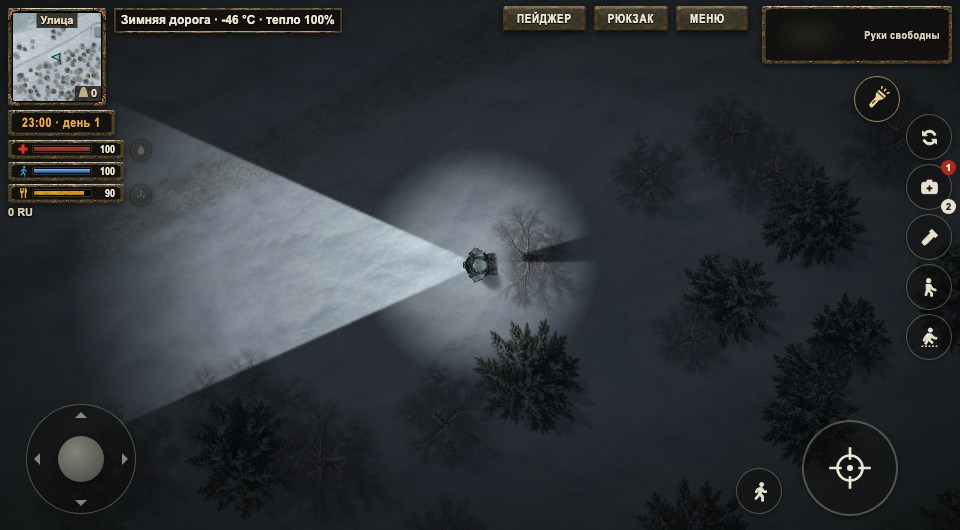 Улица
Зимняя дорога · -46 °C · тепло 100%
ПЕЙДЖЕР
РЮКЗАК
МЕНЮ
Руки свободны
0
23:00 · день 1
100
100
90
0 RU
1
2